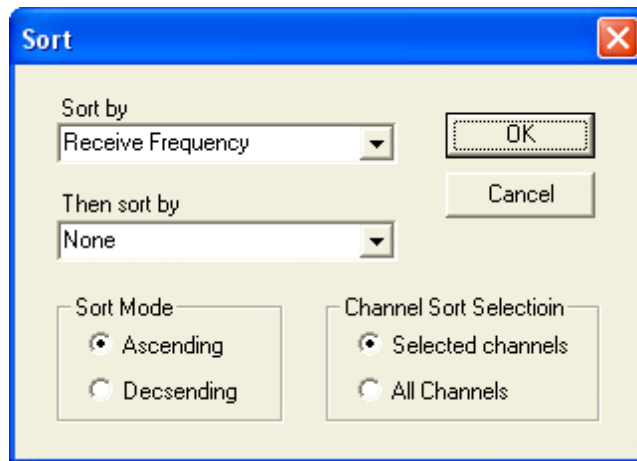 Sort
Sort by
Receive Frequency
OK
Then sort by
Cancel
None
Sort Mode
Ascending
Decsending
Channel Sort Selectioin
Selected channels
All Channels